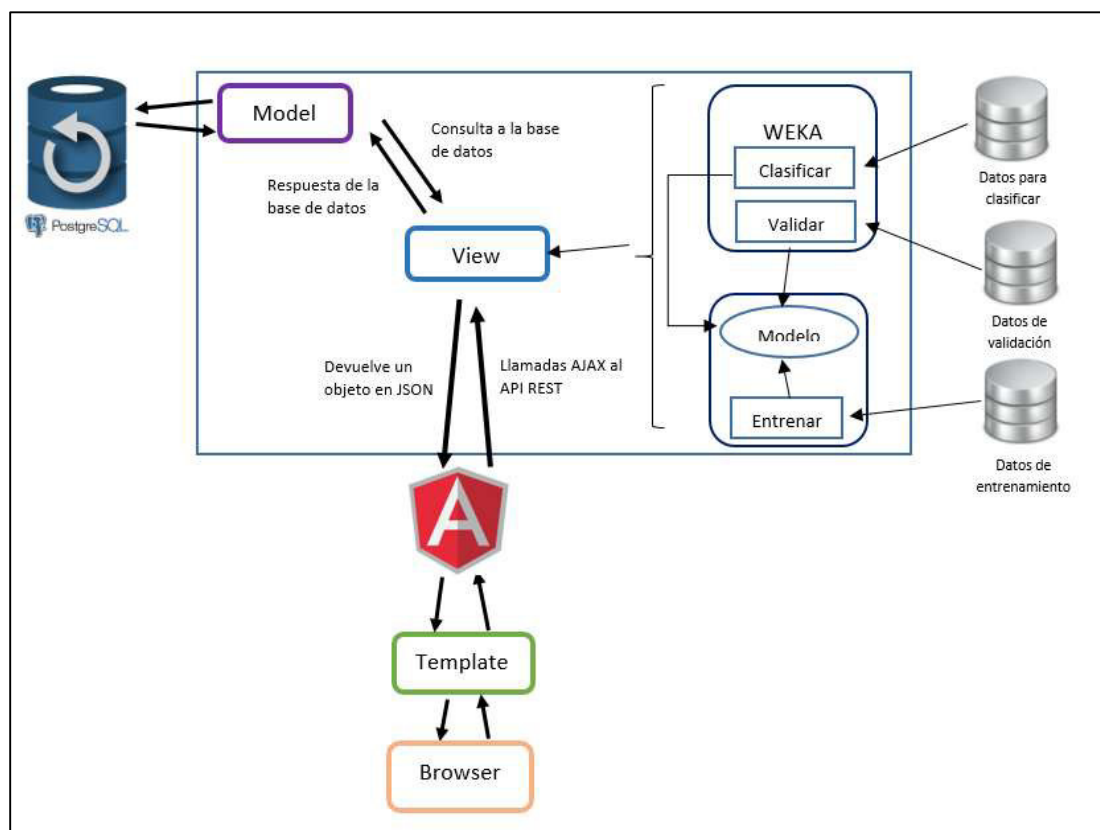 Model
Consulta a la base
de datos
Respuesta de la
base de datos
PostgreSQL
View
WEKA
Clasificar
Validar
Modelo
Entrenar
Datos para
clasificar
Datos de
validación
Datos de
entrenamiento
Devuelve un
objeto en JSON
Llamadas AJAX al
API REST
A
Template
Browser